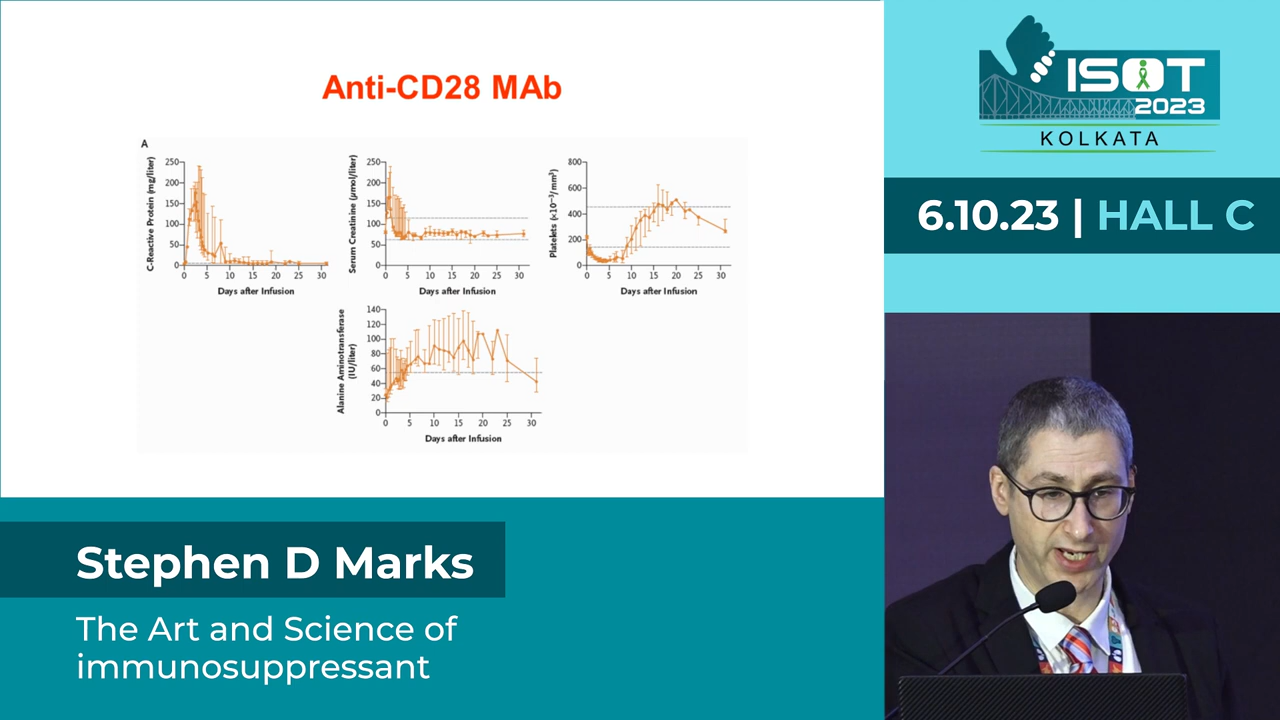 Anti-CD28 MAb
A
C-Reactive Protein (mg/liter)
250
200
150
100
50
0
0 5 10 15 20 25 30
Days after Infusion
Serum Creatinine (µmol/liter)
250
200
150
100
50
0
0 5 10 15 20 25 30
Days after Infusion
Platelets (×10⁻³/mm³)
800
600
400
200
0
0 5 10 15 20 25 30
Days after Infusion
Alanine Aminotransferase
(IU/liter)
140
120
100
80
60
40
20
0
0 5 10 15 20 25 30
Days after Infusion
ISOT
2023
KOLKATA
6.10.23 | HALL C
Stephen D Marks
The Art and Science of
immunosuppressant